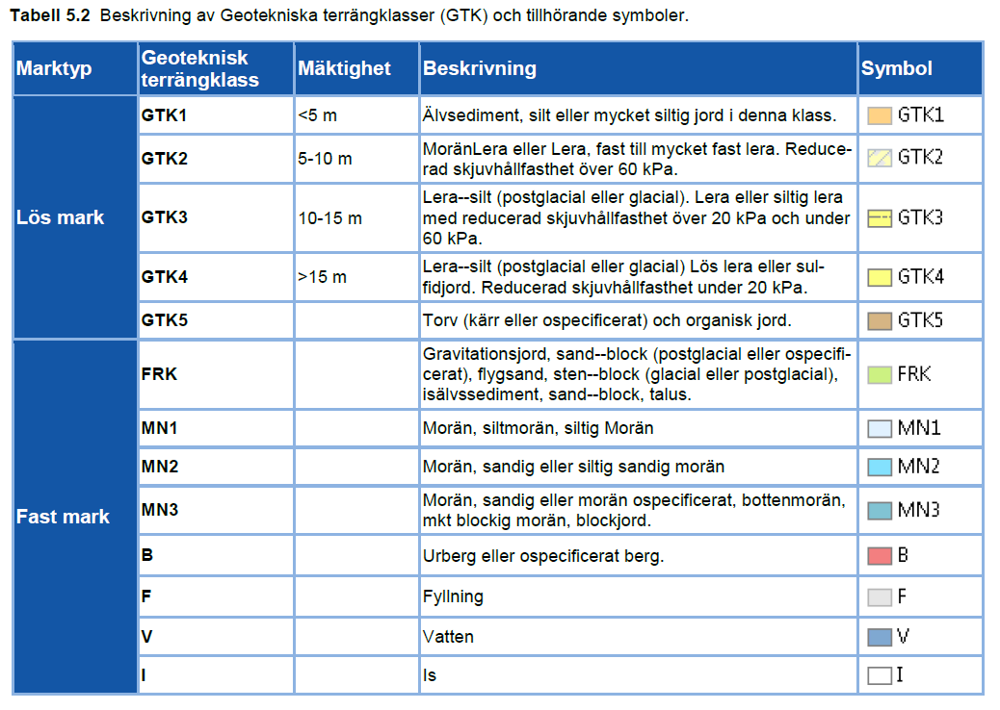 Tabell 5.2 Beskrivning av Geotekniska terrängklasser (GTK) och tillhörande symboler.
Marktyp
Geoteknisk
terrängklass
Mäktighet
Beskrivning
Symbol
Lös mark
GTK1
<5 m
Älvsediment, silt eller mycket siltig jord i denna klass.
GTK1
GTK2
5-10 m
MoränLera eller Lera, fast till mycket fast lera. Reduce-
rad skjuvhållfasthet över 60 kPa.
GTK2
GTK3
10-15 m
Lera--silt (postglacial eller glacial). Lera eller siltig lera
med reducerad skjuvhållfasthet över 20 kPa och under
60 kPa.
GTK3
GTK4
>15 m
Lera--silt (postglacial eller glacial) Lös lera eller sul-
fidjord. Reducerad skjuvhållfasthet under 20 kPa.
GTK4
GTK5
Torv (kärr eller ospecificerat) och organisk jord.
GTK5
Fast mark
FRK
Gravitationsjord, sand--block (postglacial eller ospecifi-
cerat), flygsand, sten--block (glacial eller postglacial),
isälvssediment, sand--block, talus.
FRK
MN1
Morän, siltmorän, siltig Morän
MN1
MN2
Morän, sandig eller siltig sandig morän
MN2
MN3
Morän, sandig eller morän ospecificerat, bottenmorän,
mkt blockig morän, blockjord.
MN3
B
Urberg eller ospecificerat berg.
B
F
Fyllning
F
V
Vatten
V
I
Is
I